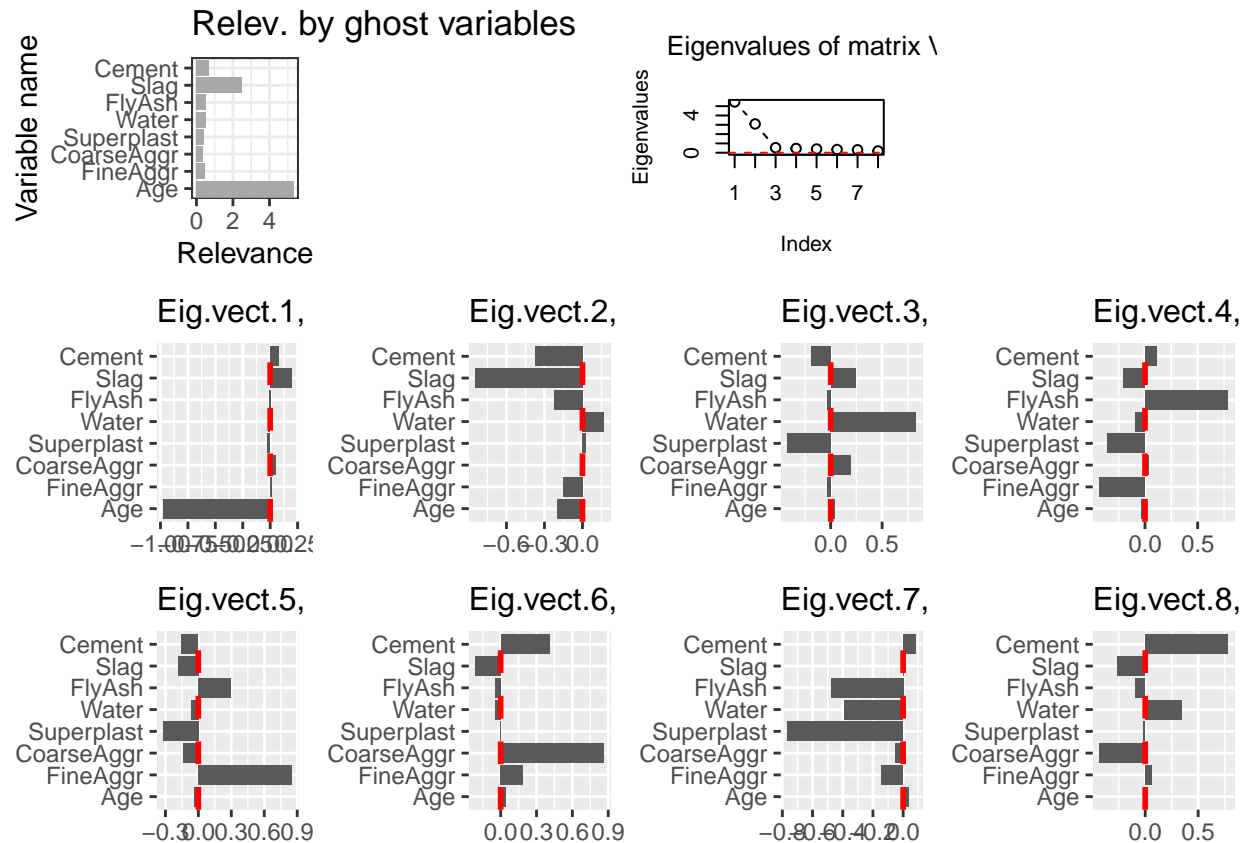 Relev. by ghost variables
Variable name
Cement
Slag
FlyAsh
Water
Superplast
CoarseAggr
FineAggr
Age
0 2 4
Relevance
Eigenvalues of matrix \
Eigenvalues
0 4
1 3 5 7
Index
Eig.vect.1,
Cement
Slag
FlyAsh
Water
Superplast
CoarseAggr
FineAggr
Age
Eig.vect.2,
Cement
Slag
FlyAsh
Water
Superplast
CoarseAggr
FineAggr
Age
−0.6 −0.3 0.0
Eig.vect.3,
Cement
Slag
FlyAsh
Water
Superplast
CoarseAggr
FineAggr
Age
0.0 0.5
Eig.vect.4,
Cement
Slag
FlyAsh
Water
Superplast
CoarseAggr
FineAggr
Age
0.0 0.5
Eig.vect.5,
Cement
Slag
FlyAsh
Water
Superplast
CoarseAggr
FineAggr
Age
−0.3 0.0 0.3 0.6 0.9
Eig.vect.6,
Cement
Slag
FlyAsh
Water
Superplast
CoarseAggr
FineAggr
Age
0.0 0.3 0.6 0.9
Eig.vect.7,
Cement
Slag
FlyAsh
Water
Superplast
CoarseAggr
FineAggr
Age
−0.8 −0.6 −0.4 −0.2 0.0
Eig.vect.8,
Cement
Slag
FlyAsh
Water
Superplast
CoarseAggr
FineAggr
Age
0.0 0.5